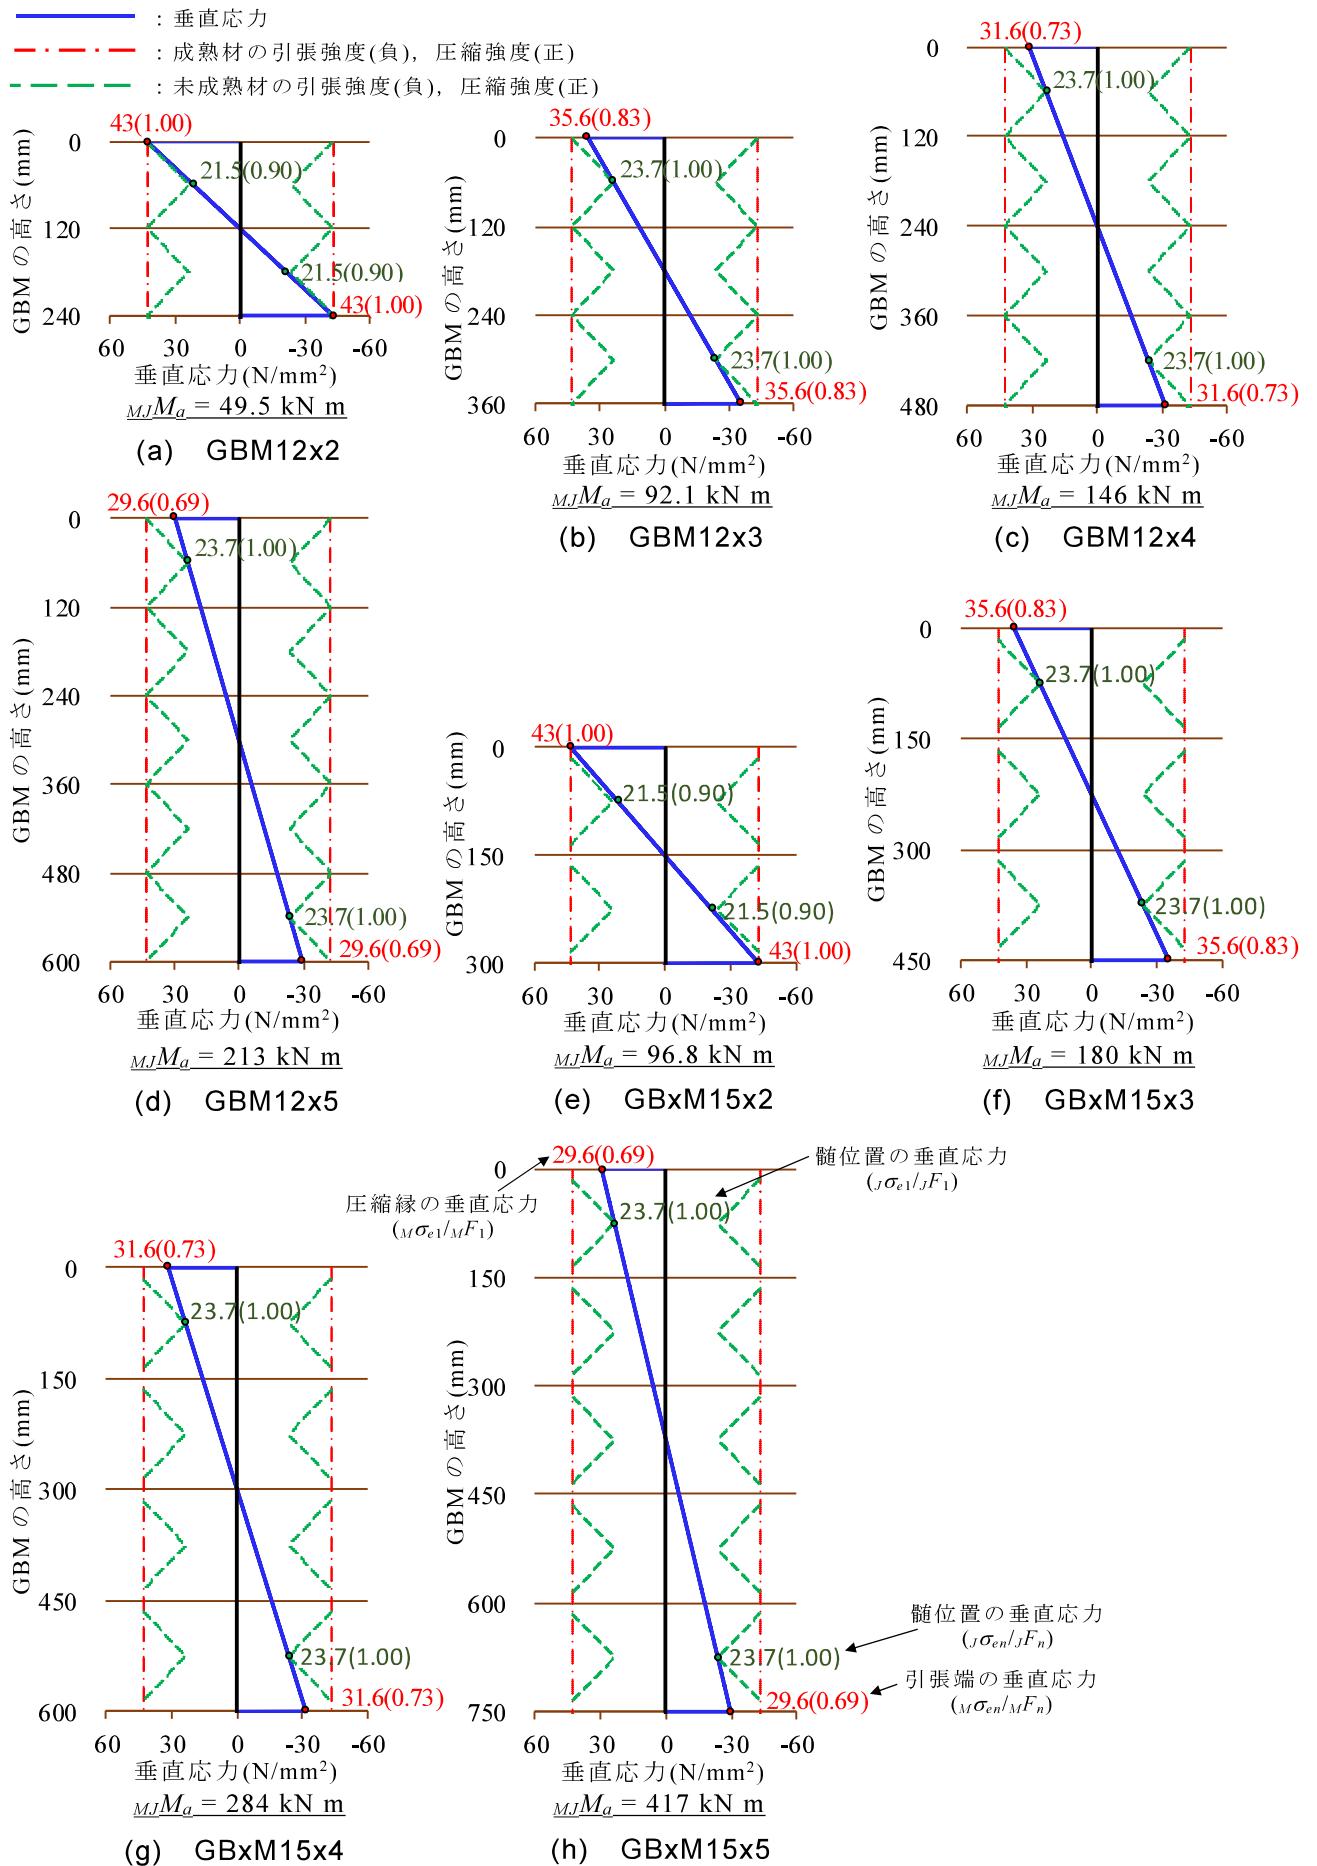 : 垂直応力
: 成熟材の引張強度(負), 圧縮強度(正)
: 未成熟材の引張強度(負), 圧縮強度(正)
GBM の高さ(mm)
43(1.00)
0
21.5(0.90)
120
21.5(0.90)
43(1.00)
240
60 30 0 -30 -60
垂直応力(N/mm²)
MJMa = 49.5 kN m
(a) GBM12x2
GBM の高さ(mm)
35.6(0.83)
0
23.7(1.00)
120
240
23.7(1.00)
35.6(0.83)
360
60 30 0 -30 -60
垂直応力(N/mm²)
MJMa = 92.1 kN m
(b) GBM12x3
GBM の高さ(mm)
31.6(0.73)
0
23.7(1.00)
120
240
360
23.7(1.00)
31.6(0.73)
480
60 30 0 -30 -60
垂直応力(N/mm²)
MJMa = 146 kN m
(c) GBM12x4
GBM の高さ(mm)
29.6(0.69)
0
23.7(1.00)
120
240
360
480
23.7(1.00)
29.6(0.69)
600
60 30 0 -30 -60
垂直応力(N/mm²)
MJMa = 213 kN m
(d) GBM12x5
GBM の高さ(mm)
43(1.00)
0
21.5(0.90)
150
21.5(0.90)
43(1.00)
300
60 30 0 -30 -60
垂直応力(N/mm²)
MJMa = 96.8 kN m
(e) GBxM15x2
GBM の高さ(mm)
35.6(0.83)
0
23.7(1.00)
150
300
23.7(1.00)
35.6(0.83)
450
60 30 0 -30 -60
垂直応力(N/mm²)
MJMa = 180 kN m
(f) GBxM15x3
GBM の高さ(mm)
31.6(0.73)
0
23.7(1.00)
150
300
450
23.7(1.00)
31.6(0.73)
600
60 30 0 -30 -60
垂直応力(N/mm²)
MJMa = 284 kN m
(g) GBxM15x4
GBM の高さ(mm)
29.6(0.69)
髄位置の垂直応力
(Jσe1/JF1)
圧縮縁の垂直応力
(Mσe1/MF1)
0
23.7(1.00)
150
300
450
600
髄位置の垂直応力
(Jσen/JFn)
23.7(1.00)
引張端の垂直応力
(Mσen/MFn)
29.6(0.69)
750
60 30 0 -30 -60
垂直応力(N/mm²)
MJMa = 417 kN m
(h) GBxM15x5